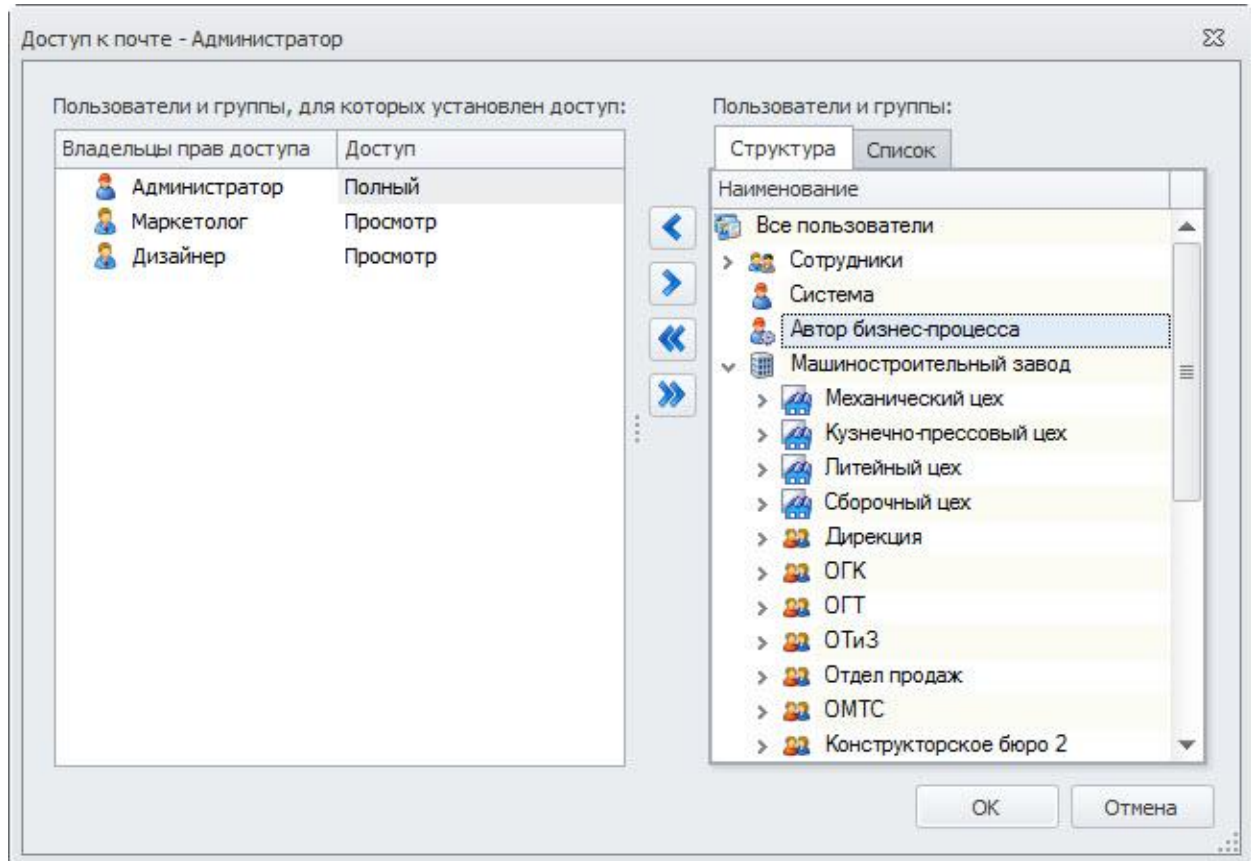 Доступ к почте - Администратор
Пользователи и группы, для которых установлен доступ:
Владельцы прав доступа Доступ
Администратор Полный
Маркетолог Просмотр
Дизайнер Просмотр
Пользователи и группы:
Структура Список
Наименование
Все пользователи
Сотрудники
Система
Автор бизнес-процесса
Машиностроительный завод
Механический цех
Кузнечно-прессовый цех
Литейный цех
Сборочный цех
Дирекция
ОГК
ОГТ
ОТиЗ
Отдел продаж
ОМТС
Конструкторское бюро 2
ОК Отмена